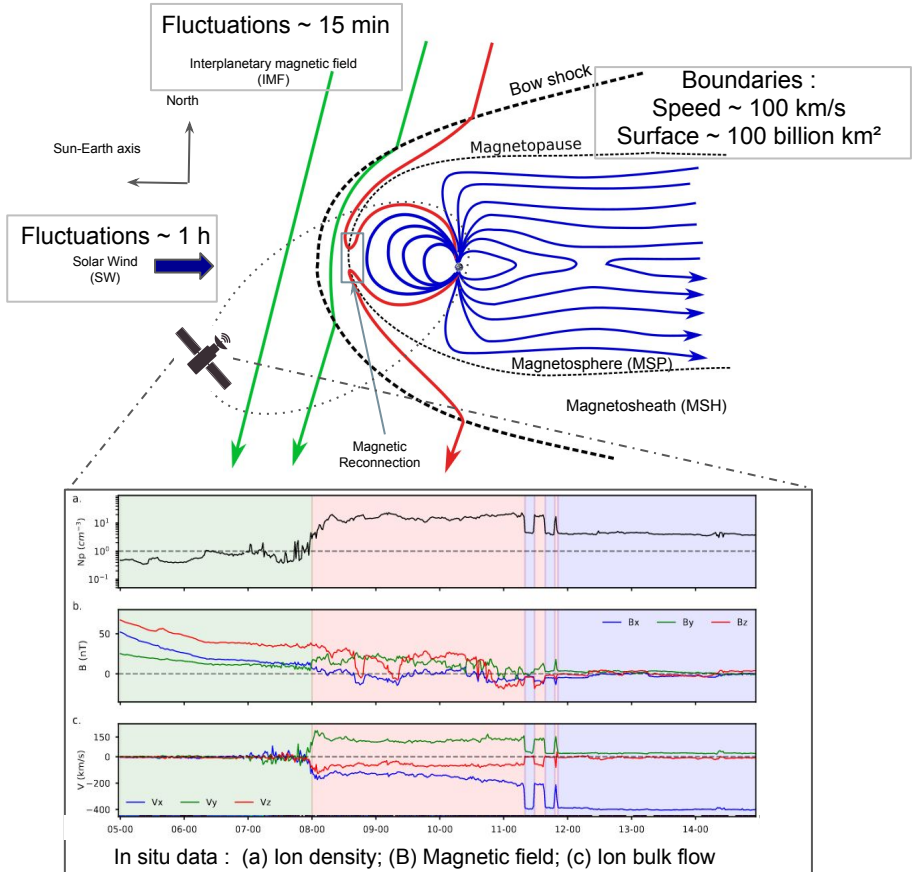 Fluctuations ~ 15 min
Interplanetary magnetic field
(IMF)
North
Sun-Earth axis
Bow shock
Boundaries :
Speed ~ 100 km/s
Surface ~ 100 billion km²
Magnetopause
Fluctuations ~ 1 h
Solar Wind
(SW)
Magnetosphere (MSP)
Magnetosheath (MSH)
Magnetic
Reconnection
a.
Np (cm⁻³)
10¹
10⁰
10⁻¹
b.
B (nT)
50
0
Bx
By
Bz
c.
V (km/s)
150
0
−200
−400
Vx
Vy
Vz
05-00
06-00
07-00
08-00
09-00
10-00
11-00
12-00
13-00
14-00
In situ data : (a) Ion density; (B) Magnetic field; (c) Ion bulk flow